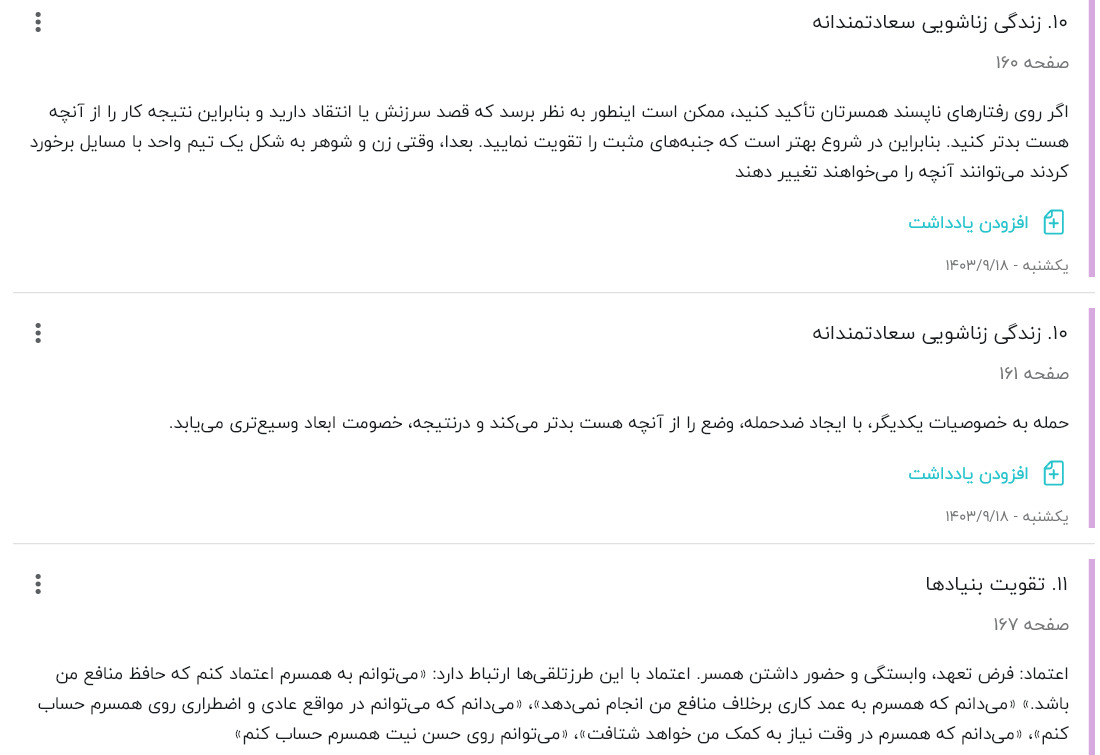 ۱۰. زندگی زناشویی سعادتمندانه
صفحه ۱۶۰
اگر روی رفتارهای ناپسند همسرتان تأکید کنید، ممکن است اینطور به نظر برسد که قصد سرزنش یا انتقاد دارید و بنابراین نتیجه کار را از آنچه
هست بدتر کنید. بنابراین در شروع بهتر است که جنبه‌های مثبت را تقویت نمایید. بعدا، وقتی زن و شوهر به شکل یک تیم واحد با مسایل برخورد
کردند می‌توانند آنچه را می‌خواهند تغییر دهند
افزودن یادداشت
یکشنبه - ۱۴۰۳/۹/۱۸
۱۰. زندگی زناشویی سعادتمندانه
صفحه ۱۶۱
حمله به خصوصیات یکدیگر، با ایجاد ضدحمله، وضع را از آنچه هست بدتر می‌کند و درنتیجه، خصومت ابعاد وسیع‌تری می‌یابد.
افزودن یادداشت
یکشنبه - ۱۴۰۳/۹/۱۸
۱۱. تقویت بنیادها
صفحه ۱۶۷
اعتماد: فرض تعهد، وابستگی و حضور داشتن همسر. اعتماد با این طرزتلقی‌ها ارتباط دارد: «می‌توانم به همسرم اعتماد کنم که حافظ منافع من
باشد.» «می‌دانم که همسرم به عمد کاری برخلاف منافع من انجام نمی‌دهد»، «می‌دانم که می‌توانم در مواقع عادی و اضطراری روی همسرم حساب
کنم»، «می‌دانم که همسرم در وقت نیاز به کمک من خواهد شتافت»، «می‌توانم روی حسن نیت همسرم حساب کنم»